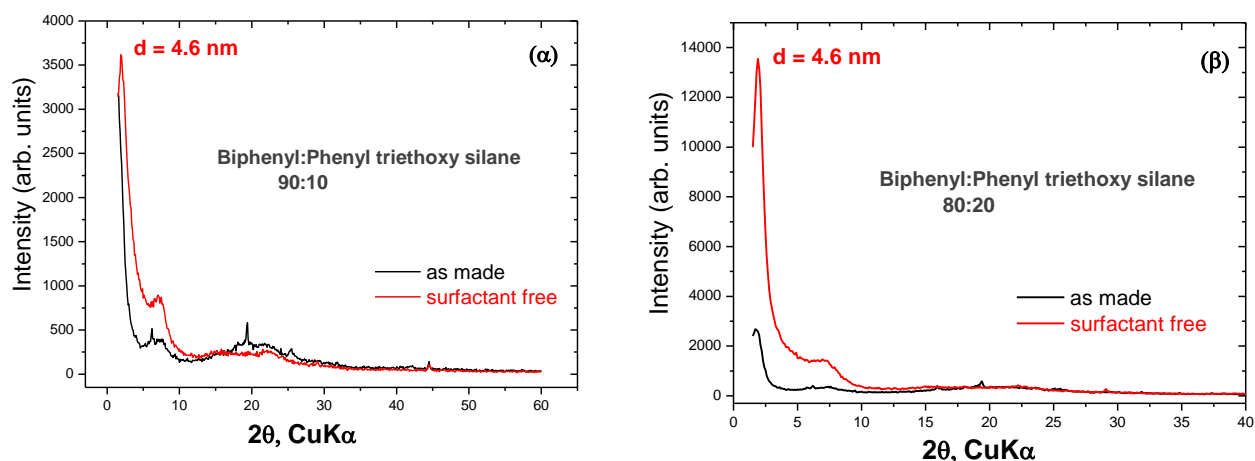 4000
3500
3000
2500
2000
1500
1000
500
0
Intensity (arb. units)
d = 4.6 nm
(α)
Biphenyl:Phenyl triethoxy silane
90:10
as made
surfactant free
0 10 20 30 40 50 60
2θ, CuKα
14000
12000
10000
8000
6000
4000
2000
0
Intensity (arb. units)
d = 4.6 nm
(β)
Biphenyl:Phenyl triethoxy silane
80:20
as made
surfactant free
0 5 10 15 20 25 30 35 40
2θ, CuKα